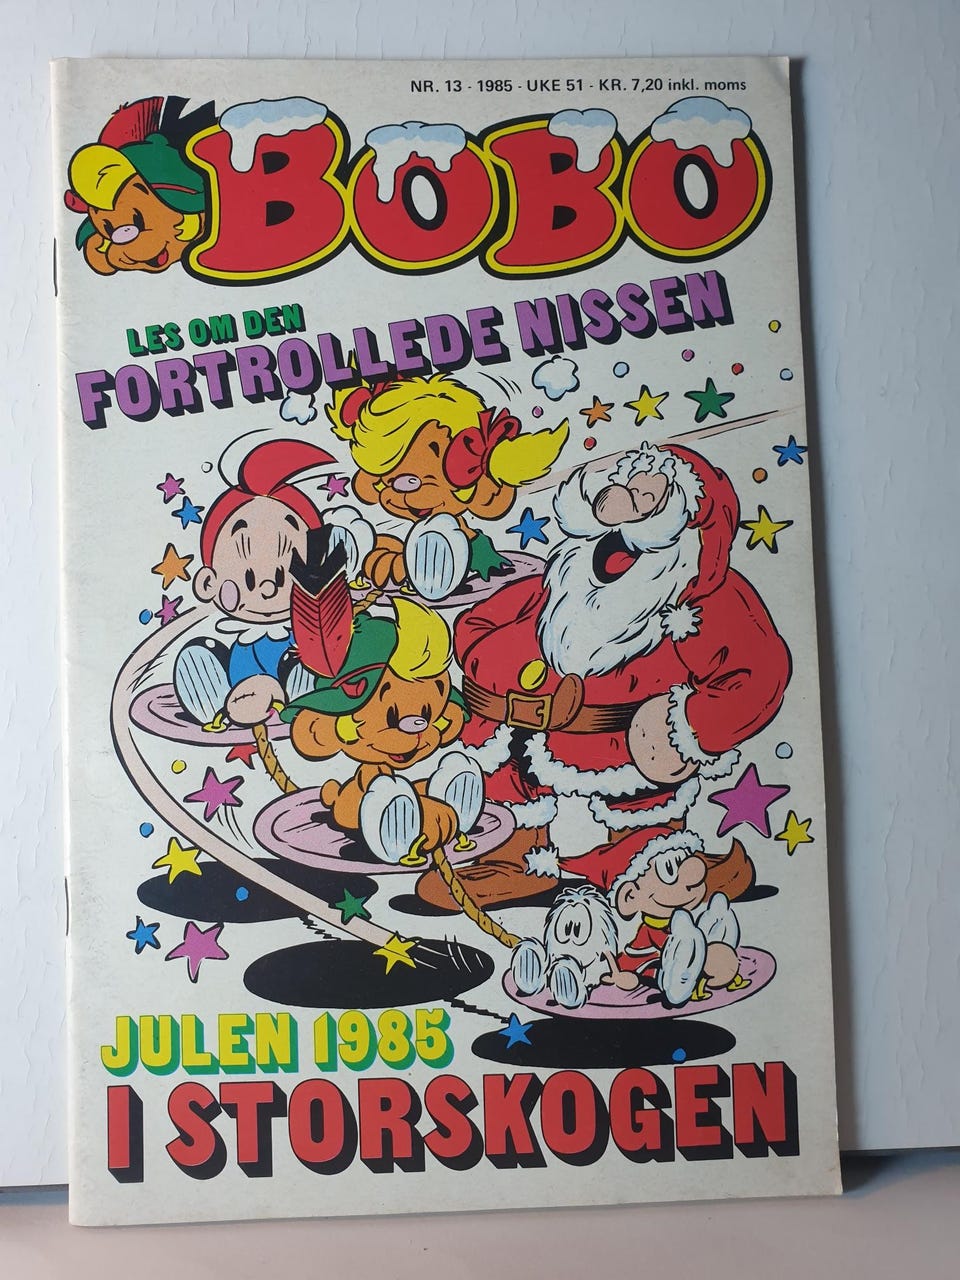 NR. 13 - 1985 - UKE 51 - KR. 7,20 inkl. moms
BOBO
LES OM DEN
FORTROLLEDE NISSEN
JULEN 1985
I STORSKOGEN